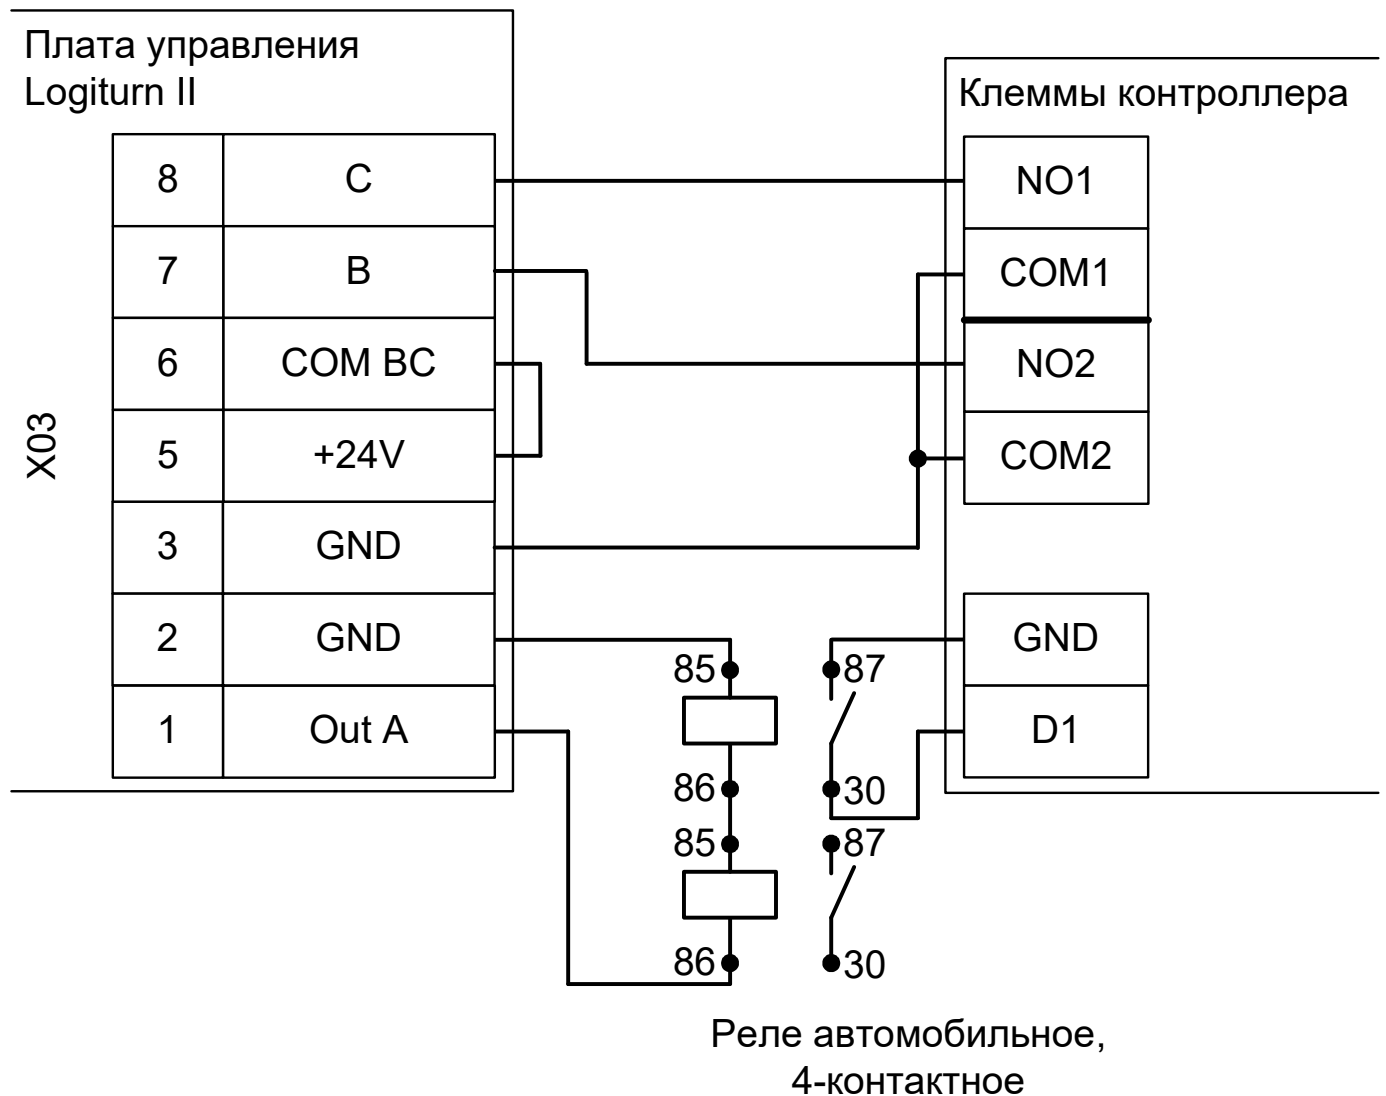 Плата управления
Logiturn II
Клеммы контроллера
X03
8 C
7 B
6 COM BC
5 +24V
3 GND
2 GND
1 Out A
NO1
COM1
NO2
COM2
GND
D1
85
87
86
30
85
87
86
30
Реле автомобильное,
4-контактное